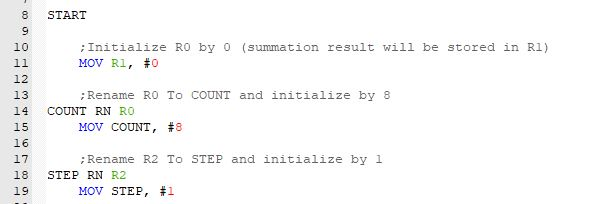 8 START
9
10 ;Initialize R0 by 0 (summation result will be stored in R1)
11 MOV R1, #0
12
13 ;Rename R0 To COUNT and initialize by 8
14 COUNT RN R0
15 MOV COUNT, #8
16
17 ;Rename R2 To STEP and initialize by 1
18 STEP RN R2
19 MOV STEP, #1